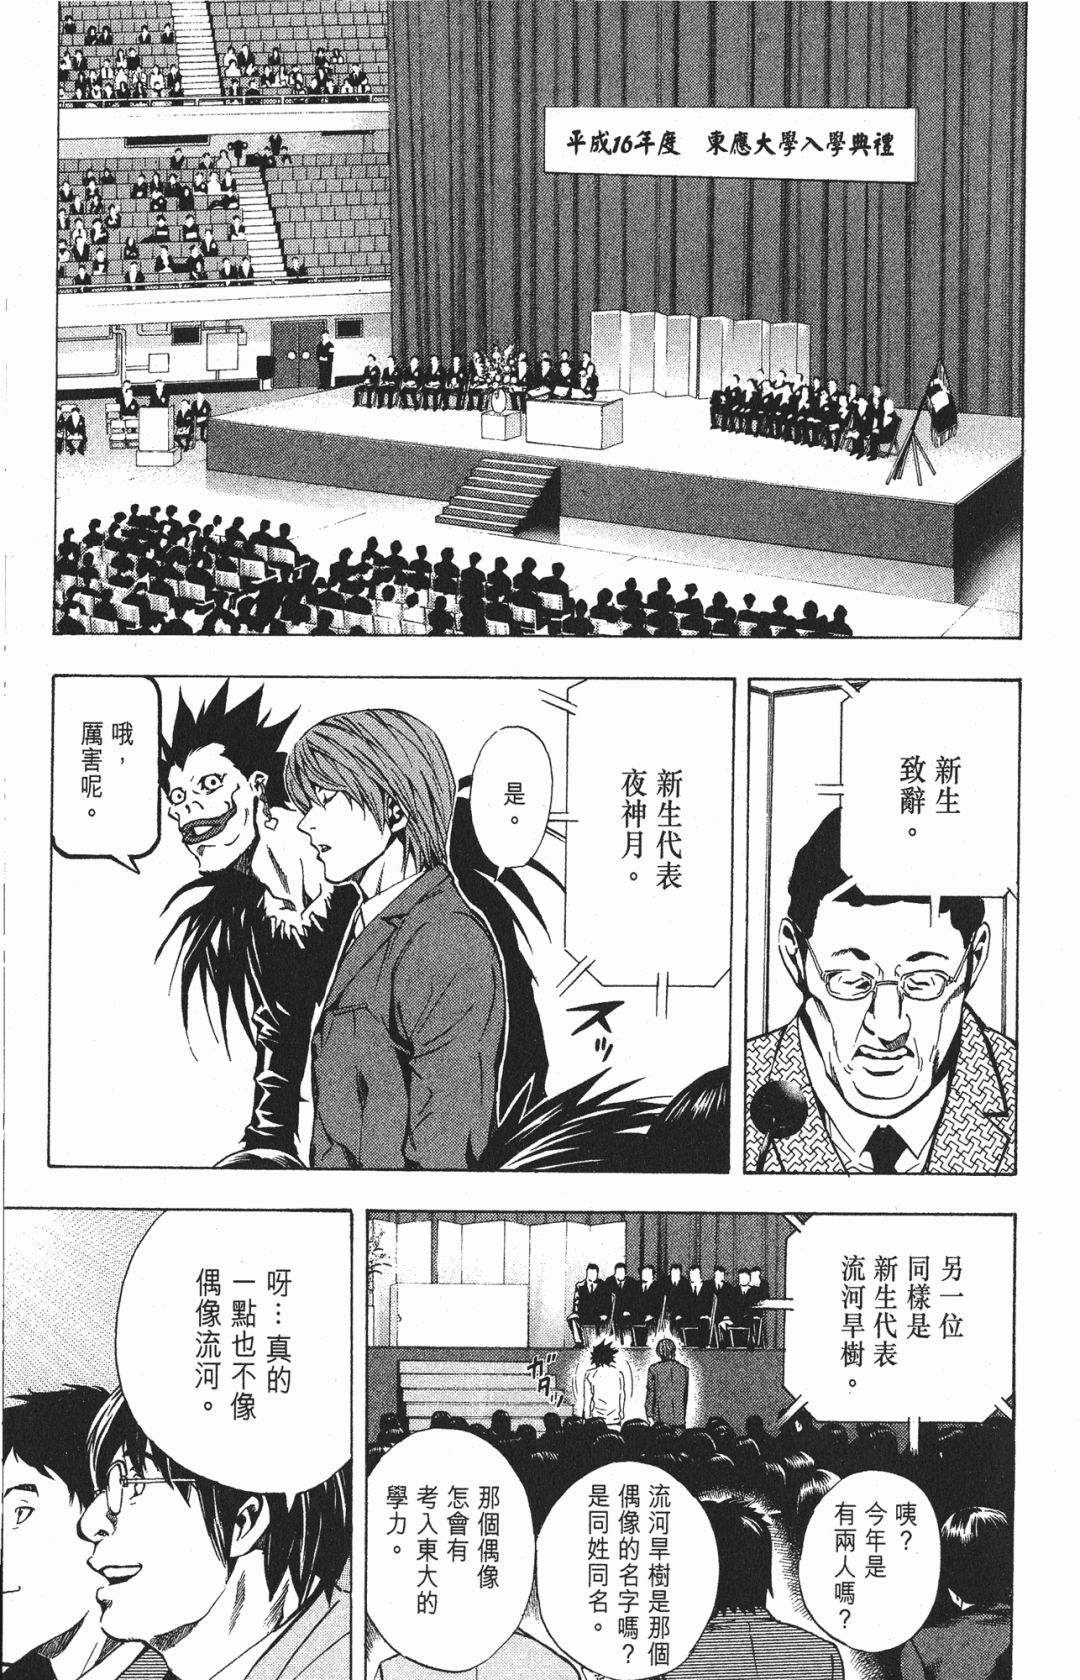 平成16年度　東應大學入學典禮
新生
致辭。
新生代表
夜神月。
是。
スッ
哦，
厲害呢。
另一位
同樣是
新生代表
流河旱樹。
ガタッ
咦？
今年是
有兩人嗎？
流河旱樹是那個
偶像的名字嗎？
是同姓同名。
那個偶像
怎會有
考入東大的
學力。
呀…真的
一點也不像
偶像流河。